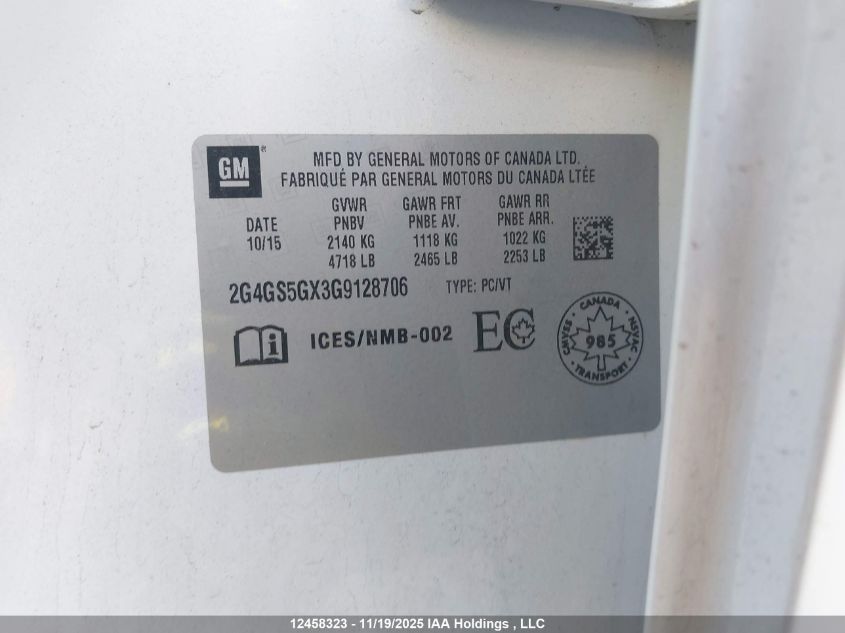 GM
MFD BY GENERAL MOTORS OF CANADA LTD.
FABRIQUÉ PAR GENERAL MOTORS DU CANADA LTÉE
DATE
10/15
GVWR
PNBV
2140 KG
4718 LB
GAWR FRT
PNBE AV.
1118 KG
2465 LB
GAWR RR
PNBE ARR.
1022 KG
2253 LB
2G4GS5GX3G9128706 TYPE: PC/VT
ICES/NMB-002
EC
CANADA
CMVSS
985
NSVAC
TRANSPORT
12458323 - 11/19/2025 IAA Holdings , LLC